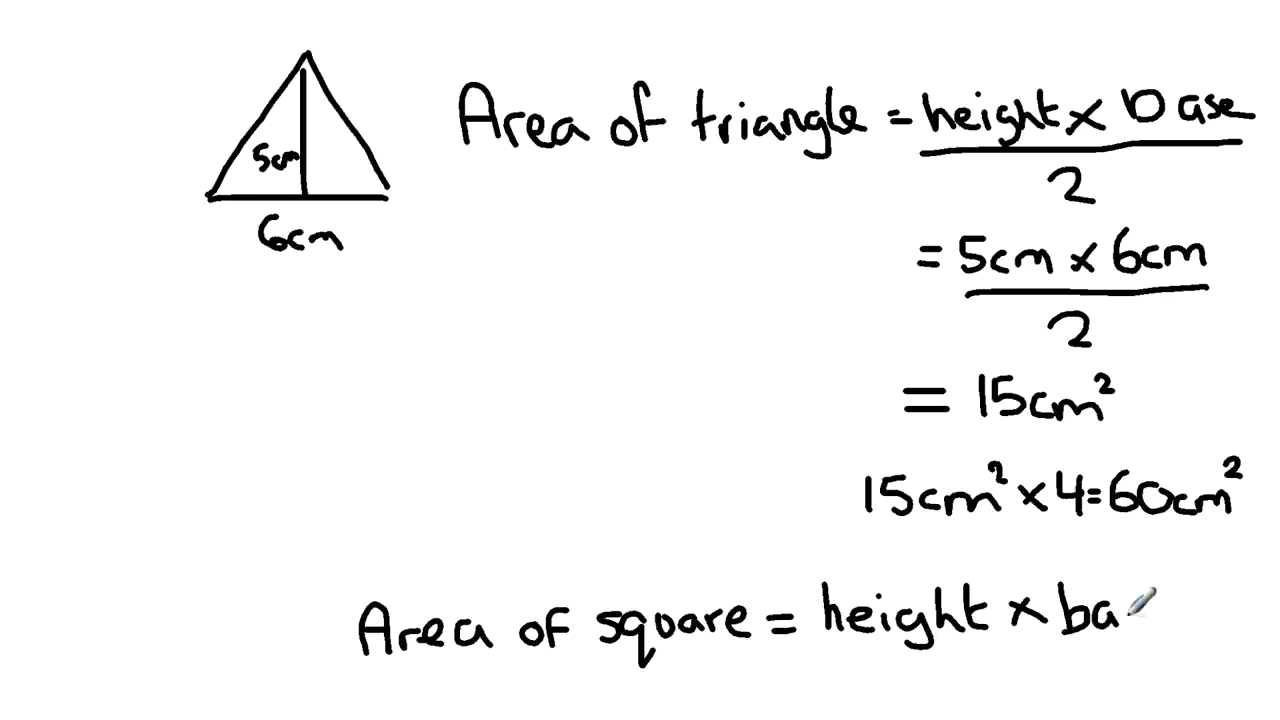 5cm
6cm
Area of triangle = height x base
2
= 5cm x 6cm
2
= 15cm²
15cm² x 4 = 60cm²
Area of square = height x ba